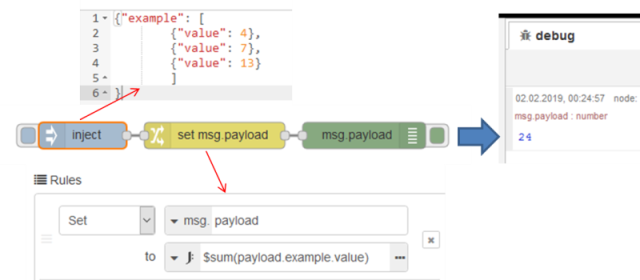 1 {"example": [
2 {"value": 4},
3 {"value": 7},
4 {"value": 13}
5 ]
6 }
debug
02.02.2019, 00:24:57 node:
msg.payload : number
24
inject
set msg.payload
msg.payload
Rules
Set
msg. payload
to
J: $sum(payload.example.value)